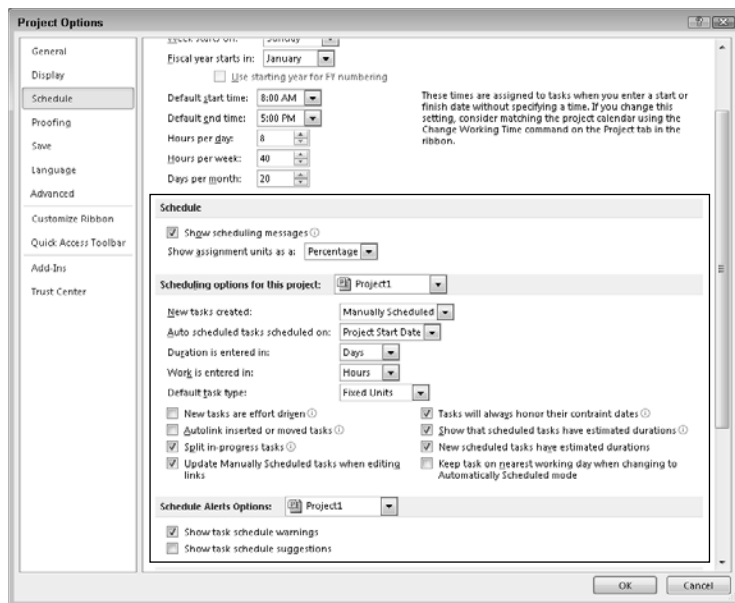 Project Options
General
Display
Schedule
Proofing
Save
Language
Advanced
Customize Ribbon
Quick Access Toolbar
Add-Ins
Trust Center
Week starts on: Sunday
Fiscal year starts in: January
Use starting year for FY numbering
Default start time: 8:00 AM
Default end time: 5:00 PM
Hours per day: 8
Hours per week: 40
Days per month: 20
These times are assigned to tasks when you enter a start or
finish date without specifying a time. If you change this
setting, consider matching the project calendar using the
Change Working Time command on the Project tab in the
ribbon.
Schedule
Show scheduling messages
Show assignment units as a: Percentage
Scheduling options for this project: Project1
New tasks created: Manually Scheduled
Auto scheduled tasks scheduled on: Project Start Date
Duration is entered in: Days
Work is entered in: Hours
Default task type: Fixed Units
New tasks are effort driven
Autolink inserted or moved tasks
Split in-progress tasks
Update Manually Scheduled tasks when editing
links
Tasks will always honor their contraint dates
Show that scheduled tasks have estimated durations
New scheduled tasks have estimated durations
Keep task on nearest working day when changing to
Automatically Scheduled mode
Schedule Alerts Options: Project1
Show task schedule warnings
Show task schedule suggestions
OK Cancel